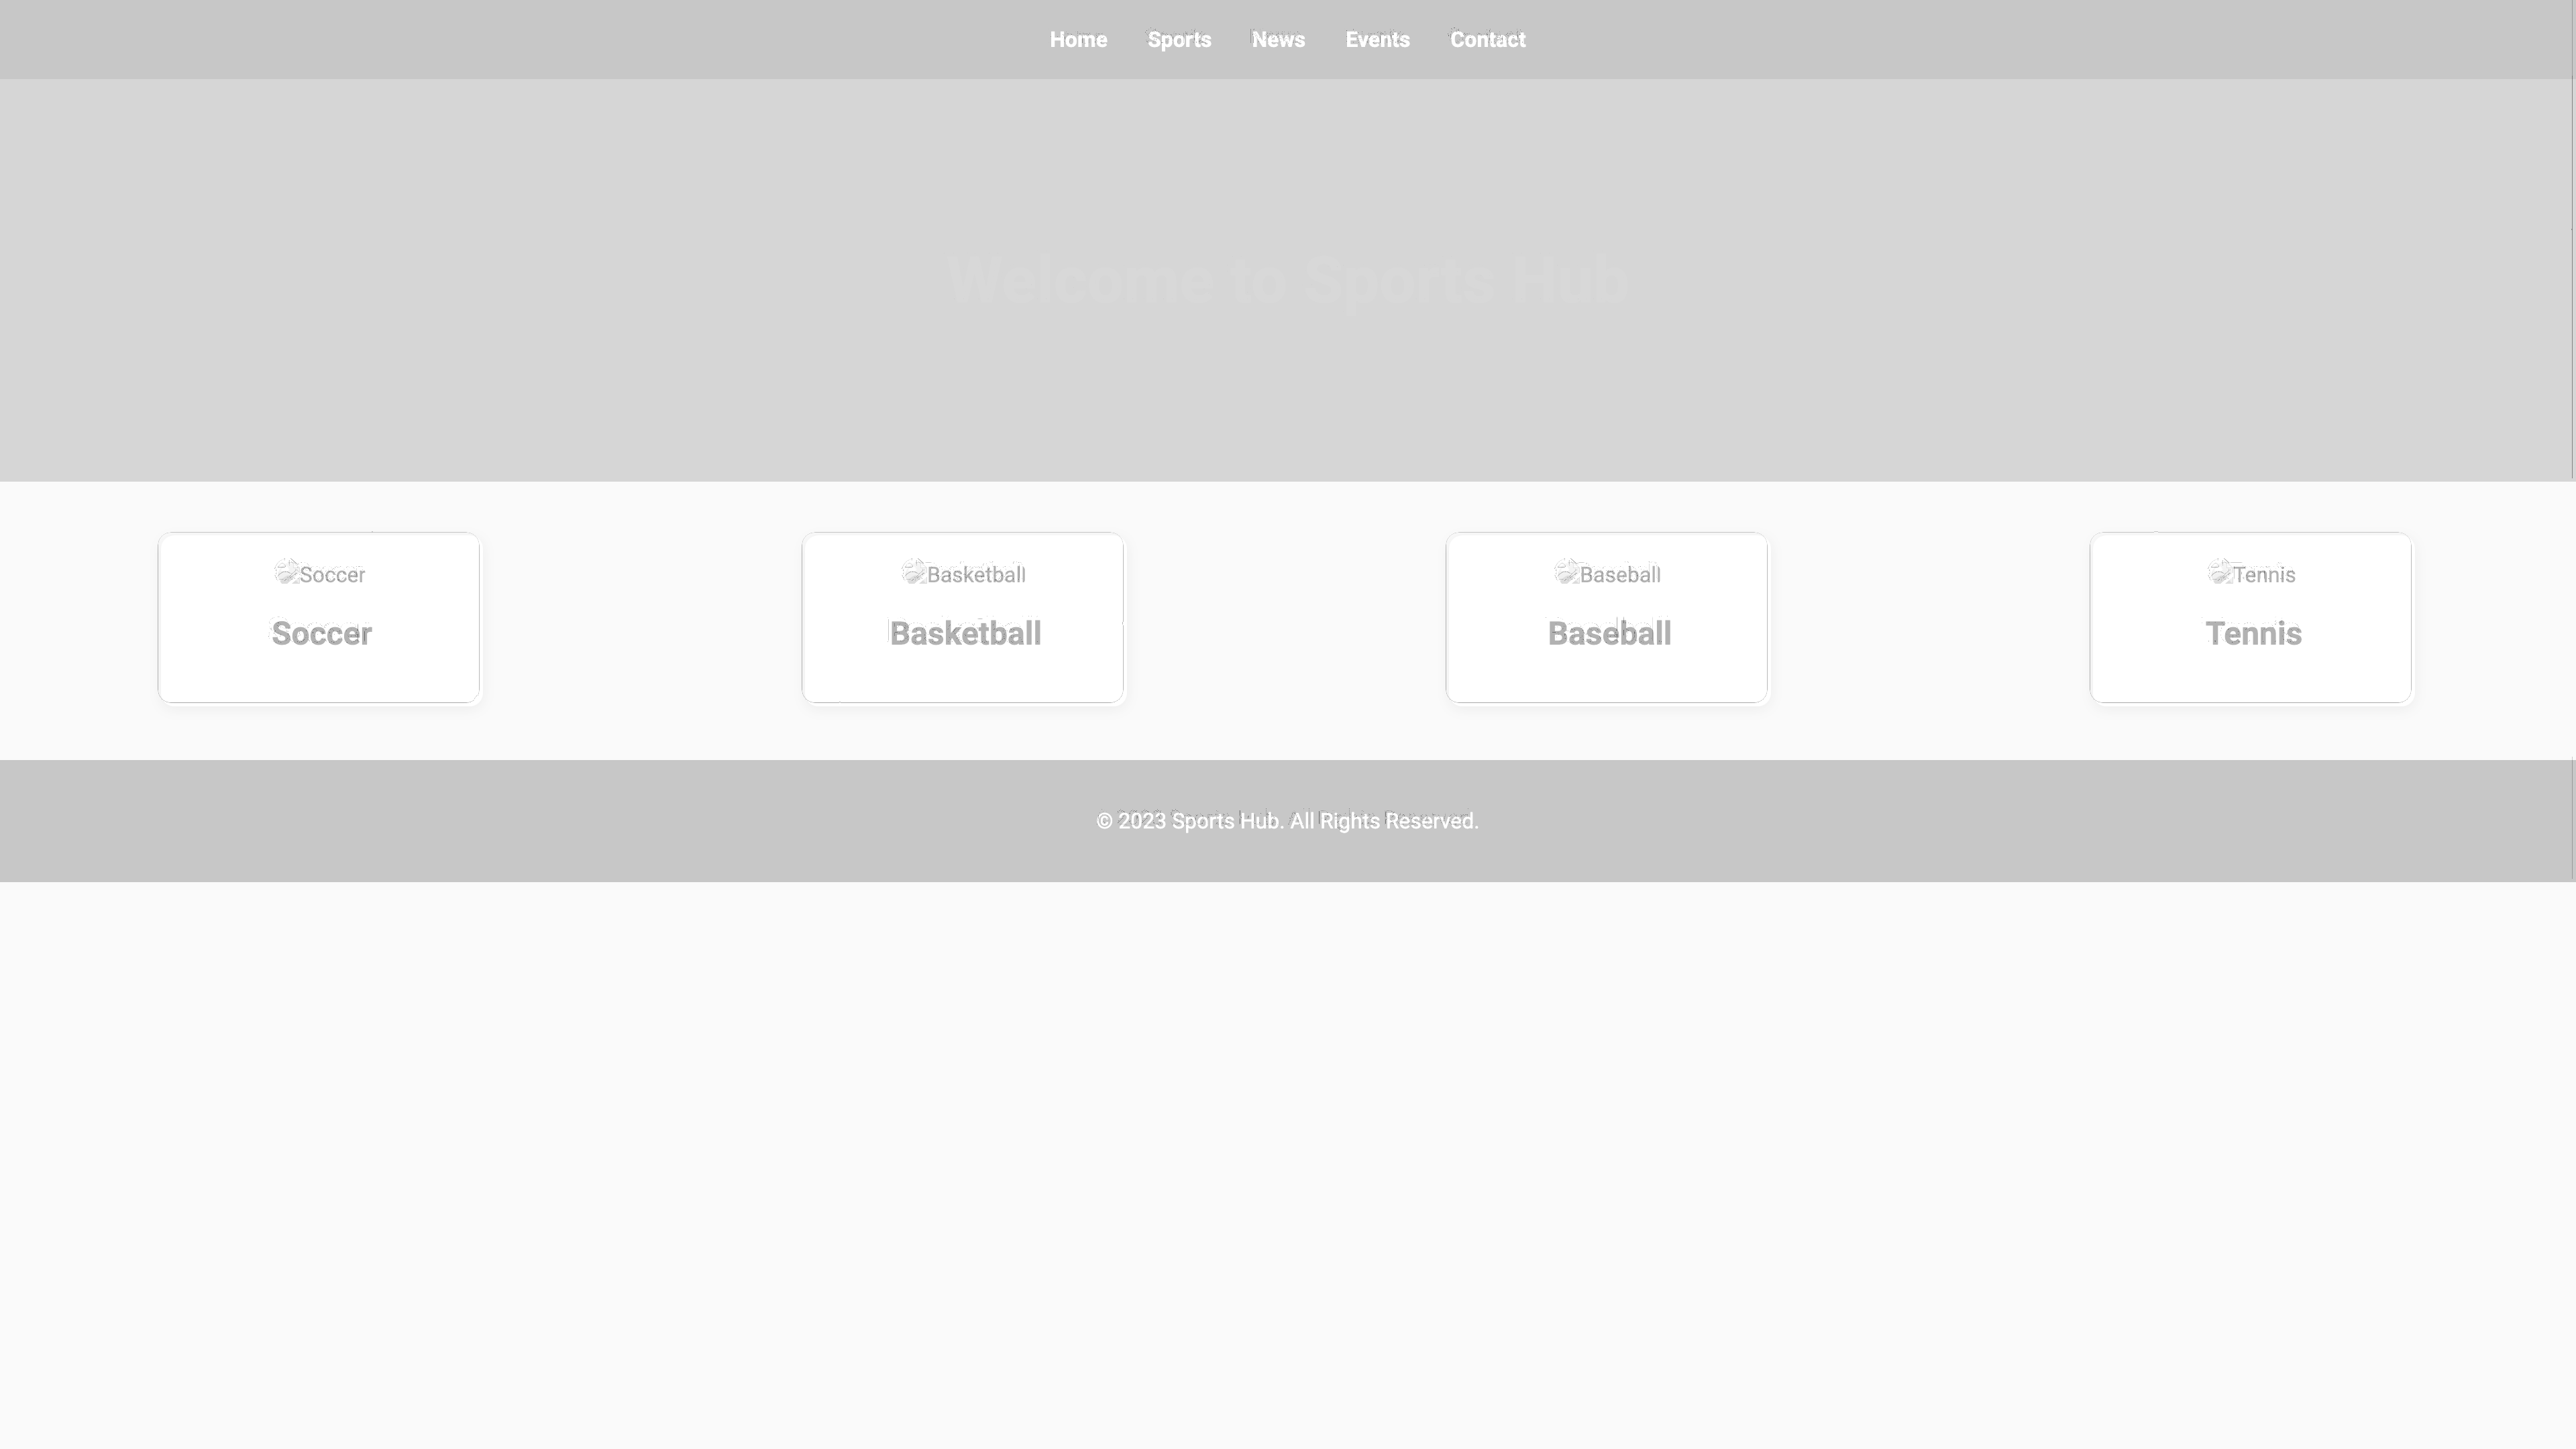 Home Sports News Events Contact
Welcome to Sports Hub
Soccer Basketball Baseball Tennis
Soccer Basketball Baseball Tennis
© 2023 Sports Hub. All Rights Reserved.